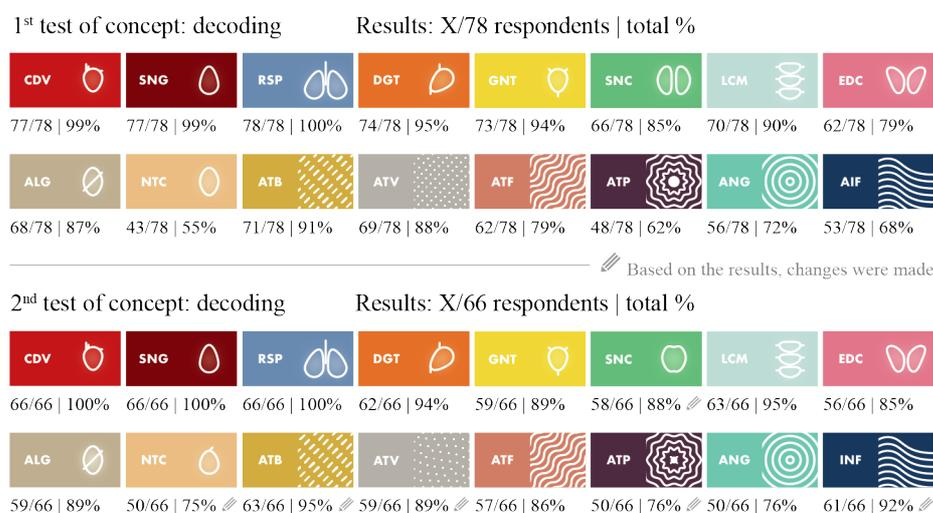 1st test of concept: decoding Results: X/78 respondents | total %
CDV SNG RSP DGT GNT SNC LCM EDC
77/78 | 99% 77/78 | 99% 78/78 | 100% 74/78 | 95% 73/78 | 94% 66/78 | 85% 70/78 | 90% 62/78 | 79%
ALG NTC ATB ATV ATF ATP ANG AIF
68/78 | 87% 43/78 | 55% 71/78 | 91% 69/78 | 88% 62/78 | 79% 48/78 | 62% 56/78 | 72% 53/78 | 68%
Based on the results, changes were made
2nd test of concept: decoding Results: X/66 respondents | total %
CDV SNG RSP DGT GNT SNC LCM EDC
66/66 | 100% 66/66 | 100% 66/66 | 100% 62/66 | 94% 59/66 | 89% 58/66 | 88% 63/66 | 95% 56/66 | 85%
ALG NTC ATB ATV ATF ATP ANG INF
59/66 | 89% 50/66 | 75% 63/66 | 95% 59/66 | 89% 57/66 | 86% 50/66 | 76% 50/66 | 76% 61/66 | 92%